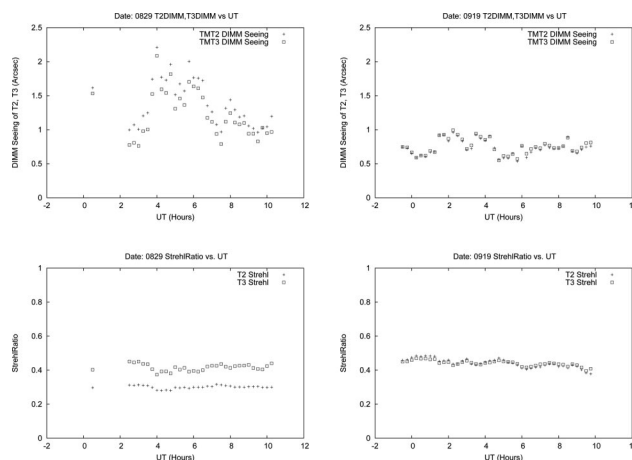 Date: 0829 T2DIMM,T3DIMM vs UT
TMT2 DIMM Seeing
TMT3 DIMM Seeing
DIMM Seeing of T2, T3 (Arcsec)
2.5
2
1.5
1
0.5
0
-2 0 2 4 6 8 10 12
UT (Hours)
Date: 0919 T2DIMM,T3DIMM vs UT
TMT2 DIMM Seeing
TMT3 DIMM Seeing
DIMM Seeing of T2, T3 (Arcsec)
2.5
2
1.5
1
0.5
0
-2 0 2 4 6 8 10 12
UT (Hours)
Date: 0829 StrehlRatio vs. UT
T2 Strehl
T3 Strehl
StrehlRatio
1
0.8
0.6
0.4
0.2
0
-2 0 2 4 6 8 10 12
UT (Hours)
Date: 0919 StrehlRatio vs. UT
T2 Strehl
T3 Strehl
StrehlRatio
1
0.8
0.6
0.4
0.2
0
-2 0 2 4 6 8 10 12
UT (Hours)